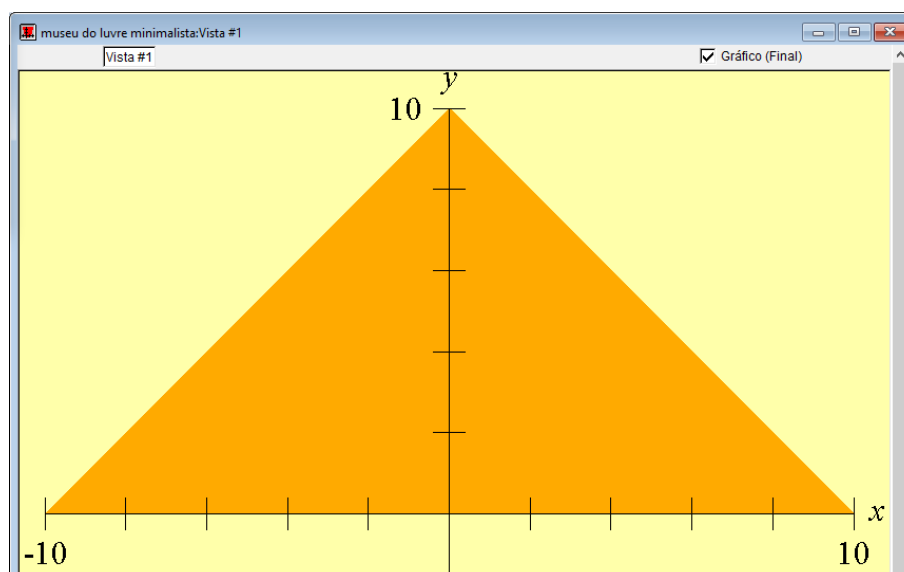 museu do luvre minimalista:Vista #1
Vista #1
Gráfico (Final)
y
10
x
-10
10